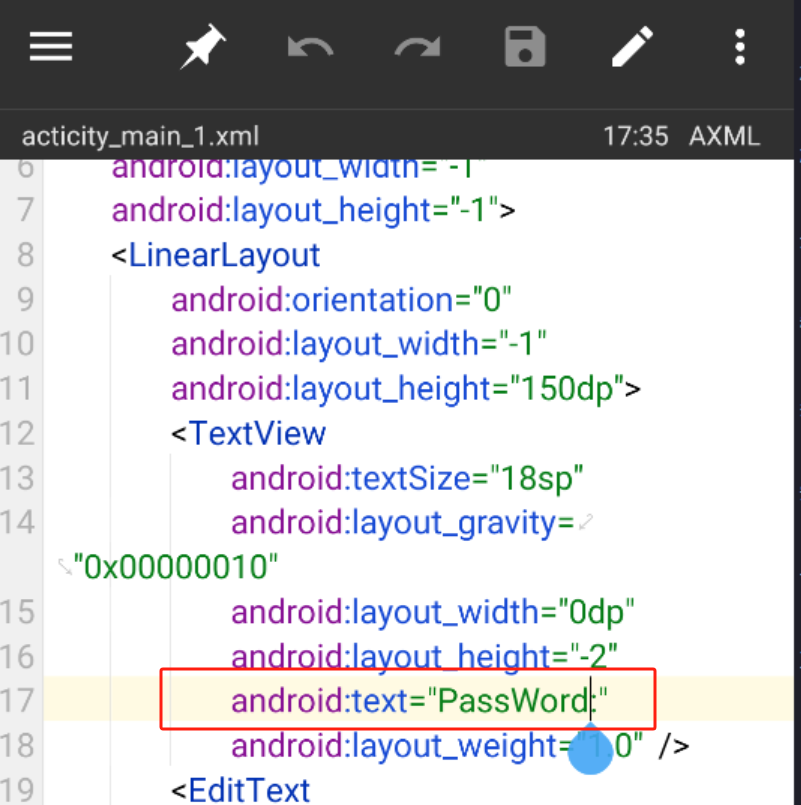 acticity_main_1.xml 17:35 AXML
6 android:layout_width="-1"
7 android:layout_height="-1">
8 <LinearLayout
9 android:orientation="0"
10 android:layout_width="-1"
11 android:layout_height="150dp">
12 <TextView
13 android:textSize="18sp"
14 android:layout_gravity=
"0x00000010"
15 android:layout_width="0dp"
16 android:layout_height="-2"
17 android:text="PassWord:"
18 android:layout_weight="1.0" />
19 <EditText